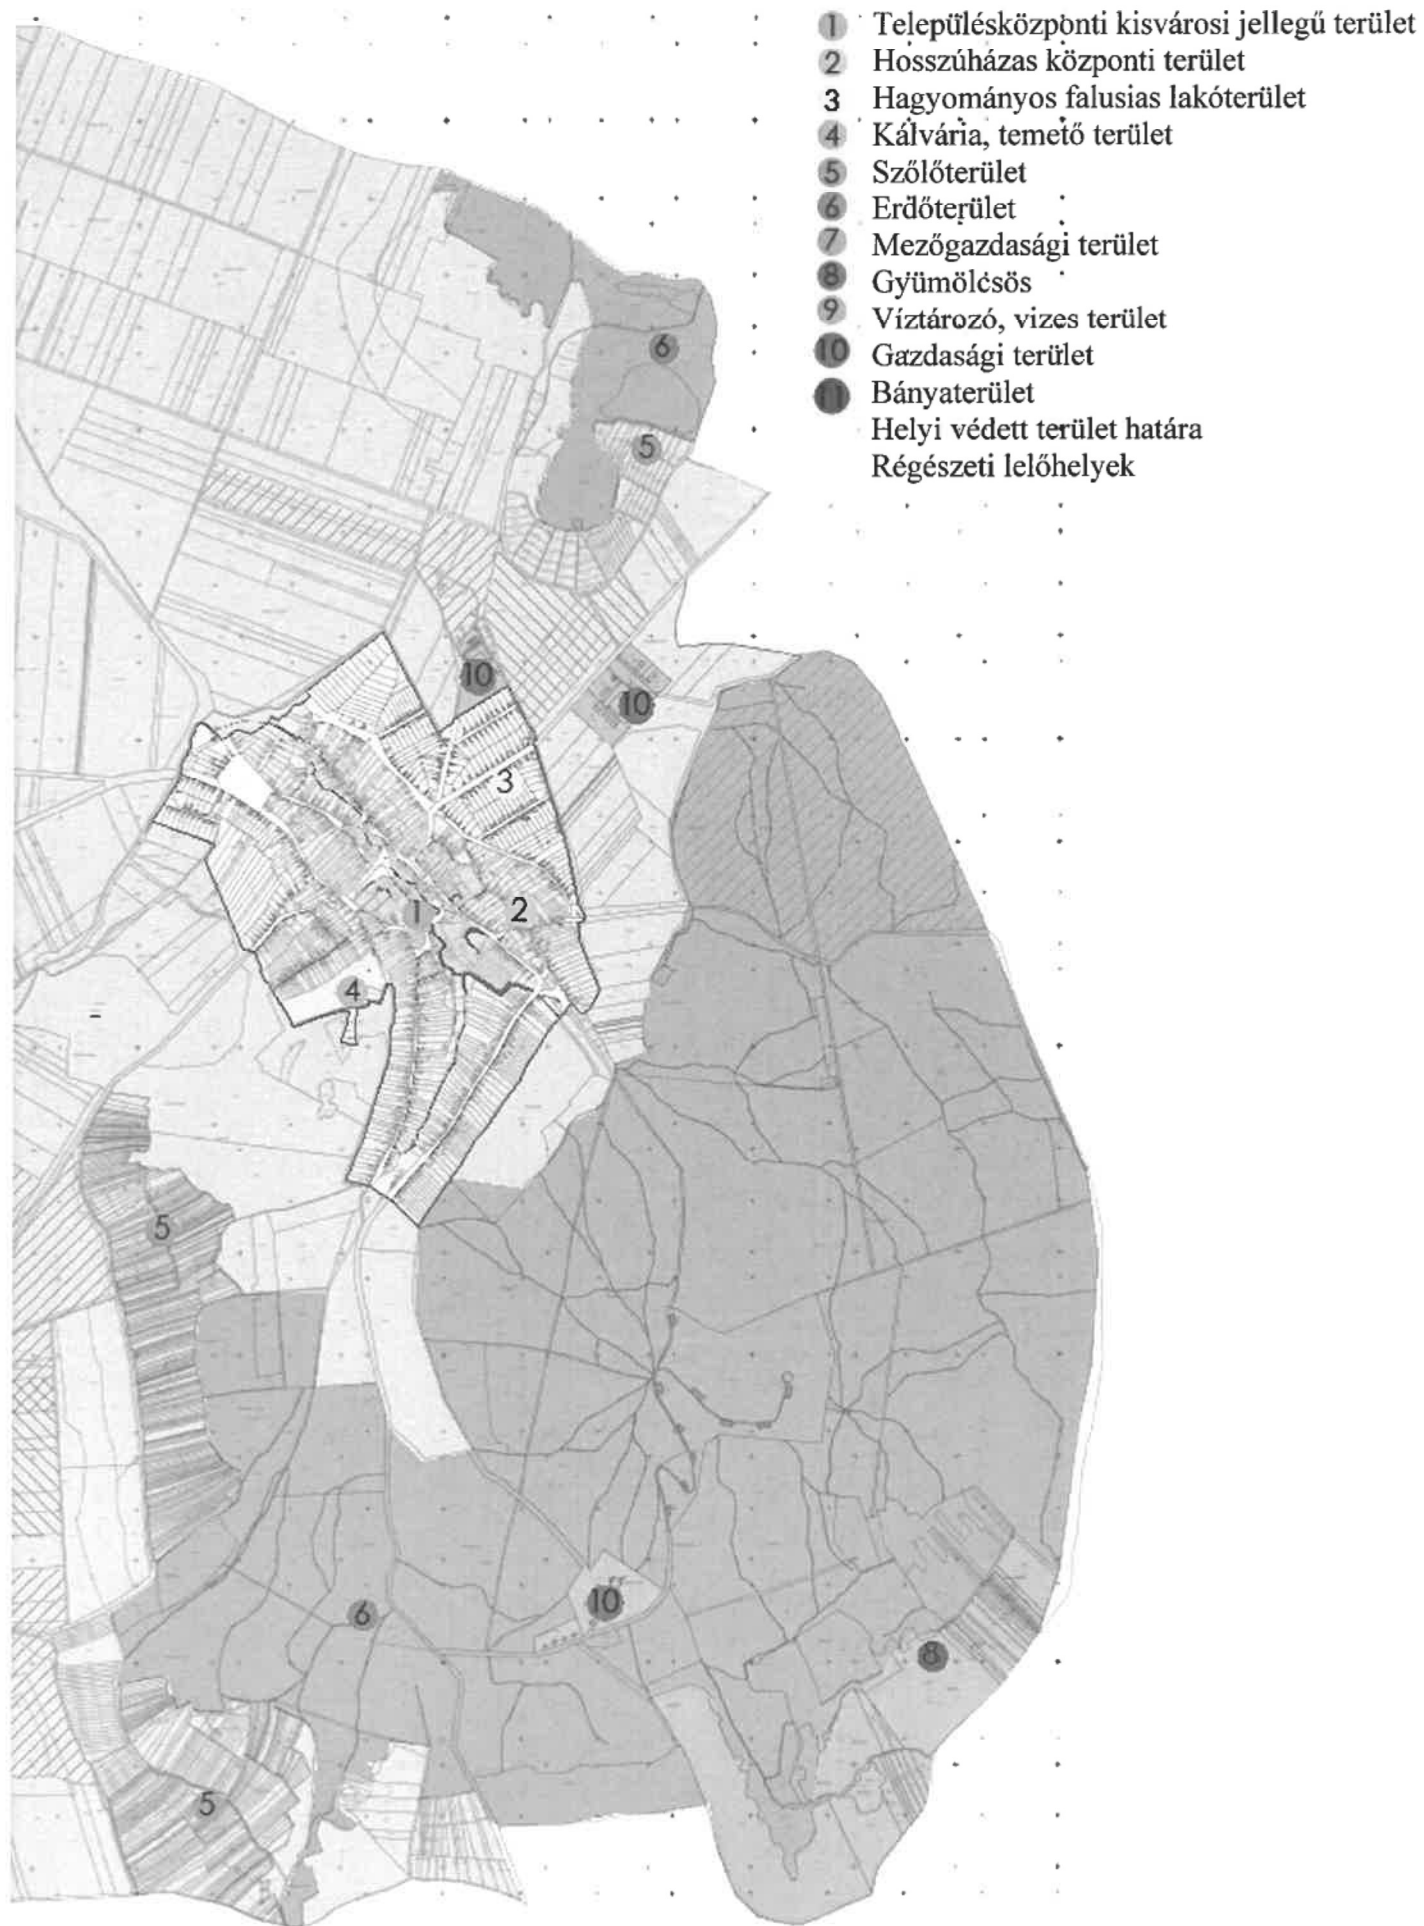 1 Településközponti kisvárosi jellegű terület
2 Hosszúházas központi terület
3 Hagyományos falusias lakóterület
4 Kálvária, temető terület
5 Szőlőterület
6 Erdőterület
7 Mezőgazdasági terület
8 Gyümölcsös
9 Víztározó, vizes terület
10 Gazdasági terület
11 Bányaterület
Helyi védett terület határa
Régészeti lelőhelyek
6
5
10
10
3
1
2
4
5
10
6
8
5